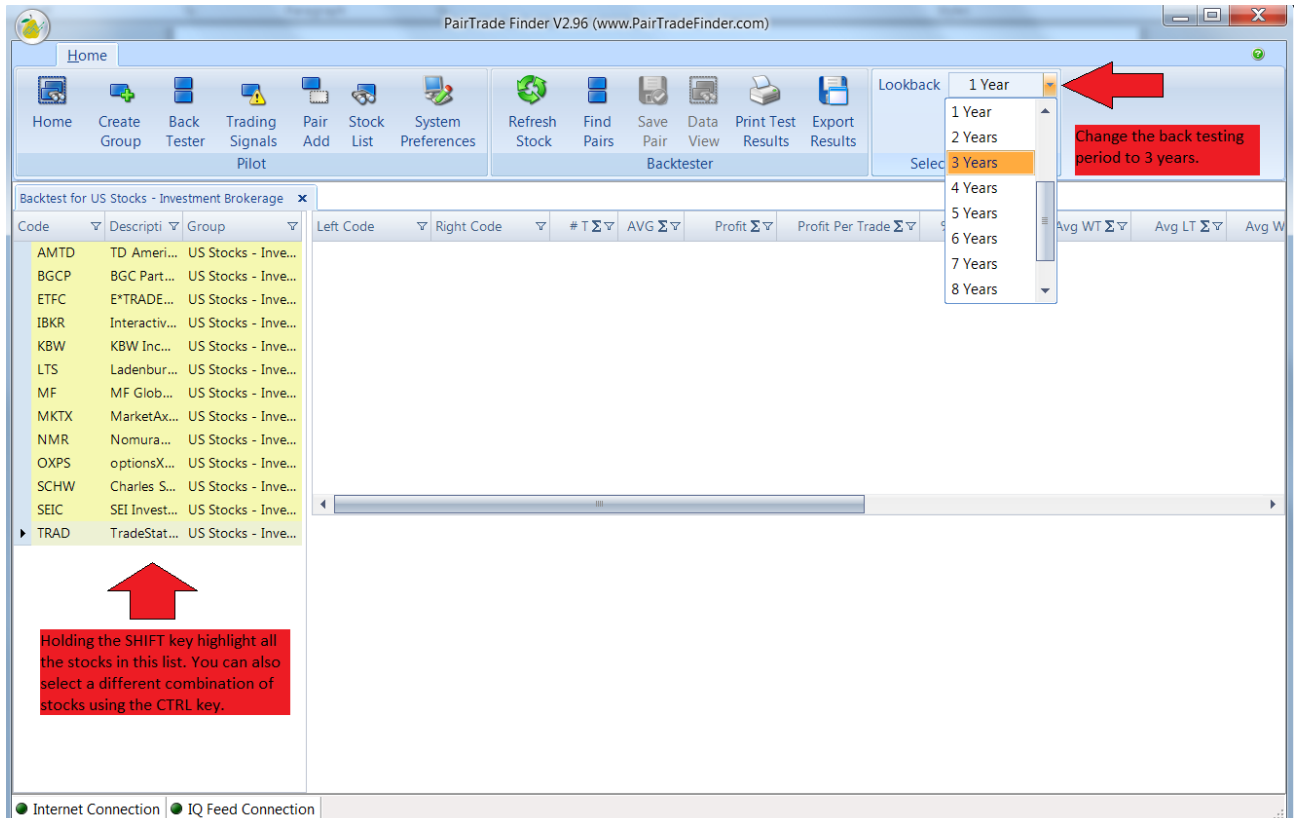 PairTrade Finder V2.96 (www.PairTradeFinder.com)
X
Home
Home
Create Group
Back Tester
Trading Signals
Pair Add
Stock List
System Preferences
Pilot
Refresh Stock
Find Pairs
Save Pair
Data View
Print Test Results
Export Results
Backtester
Lookback 1 Year
1 Year
2 Years
3 Years
4 Years
5 Years
6 Years
7 Years
8 Years
Selec
Change the back testing
period to 3 years.
Backtest for US Stocks - Investment Brokerage x
Code Descripti Group
Left Code Right Code # T Σ AVG Σ Profit Σ Profit Per Trade Σ Avg WT Σ Avg LT Σ Avg W
AMTD TD Ameri... US Stocks - Inve...
BGCP BGC Part... US Stocks - Inve...
ETFC E*TRADE... US Stocks - Inve...
IBKR Interactiv... US Stocks - Inve...
KBW KBW Inc... US Stocks - Inve...
LTS Ladenbur... US Stocks - Inve...
MF MF Glob... US Stocks - Inve...
MKTX MarketAx... US Stocks - Inve...
NMR Nomura... US Stocks - Inve...
OXPS optionsX... US Stocks - Inve...
SCHW Charles S... US Stocks - Inve...
SEIC SEI Invest... US Stocks - Inve...
TRAD TradeStat... US Stocks - Inve...
Holding the SHIFT key highlight all
the stocks in this list. You can also
select a different combination of
stocks using the CTRL key.
Internet Connection IQ Feed Connection